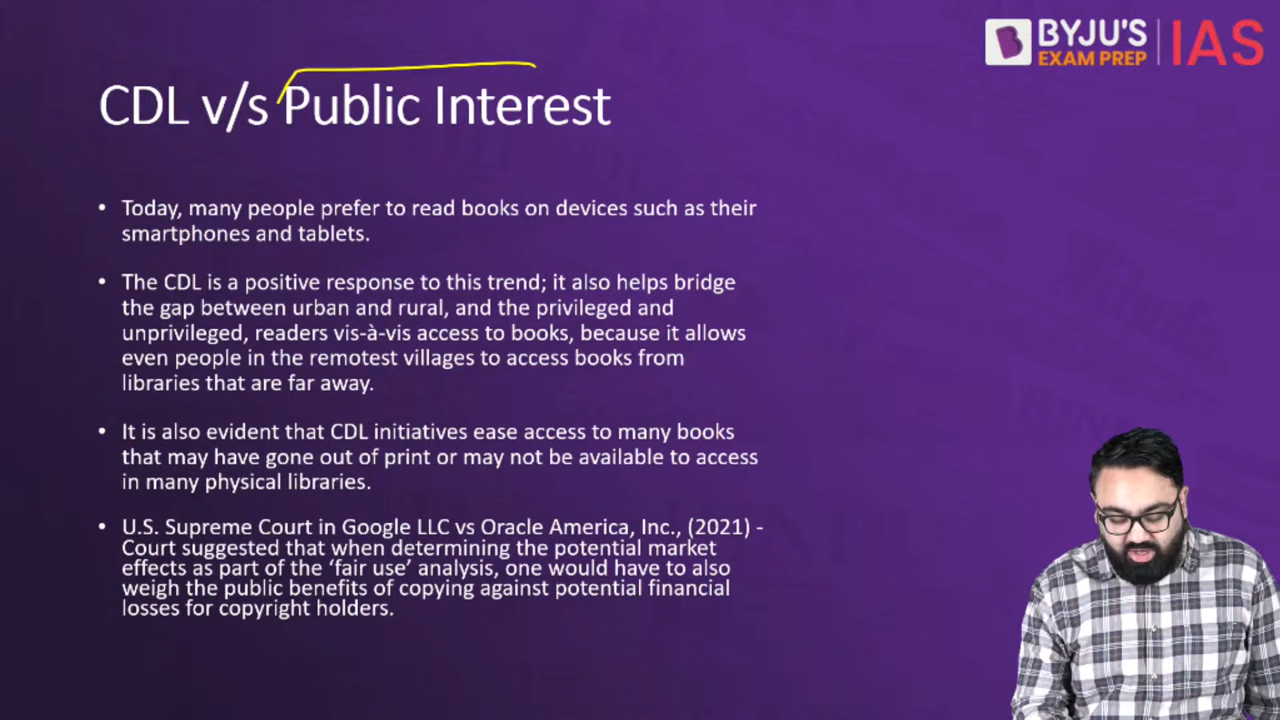 BYJU'S
EXAM PREP
IAS
CDL v/s Public Interest
• Today, many people prefer to read books on devices such as their
smartphones and tablets.
• The CDL is a positive response to this trend; it also helps bridge
the gap between urban and rural, and the privileged and
unprivileged, readers vis-à-vis access to books, because it allows
even people in the remotest villages to access books from
libraries that are far away.
• It is also evident that CDL initiatives ease access to many books
that may have gone out of print or may not be available to access
in many physical libraries.
• U.S. Supreme Court in Google LLC vs Oracle America, Inc., (2021) -
Court suggested that when determining the potential market
effects as part of the ‘fair use’ analysis, one would have to also
weigh the public benefits of copying against potential financial
losses for copyright holders.